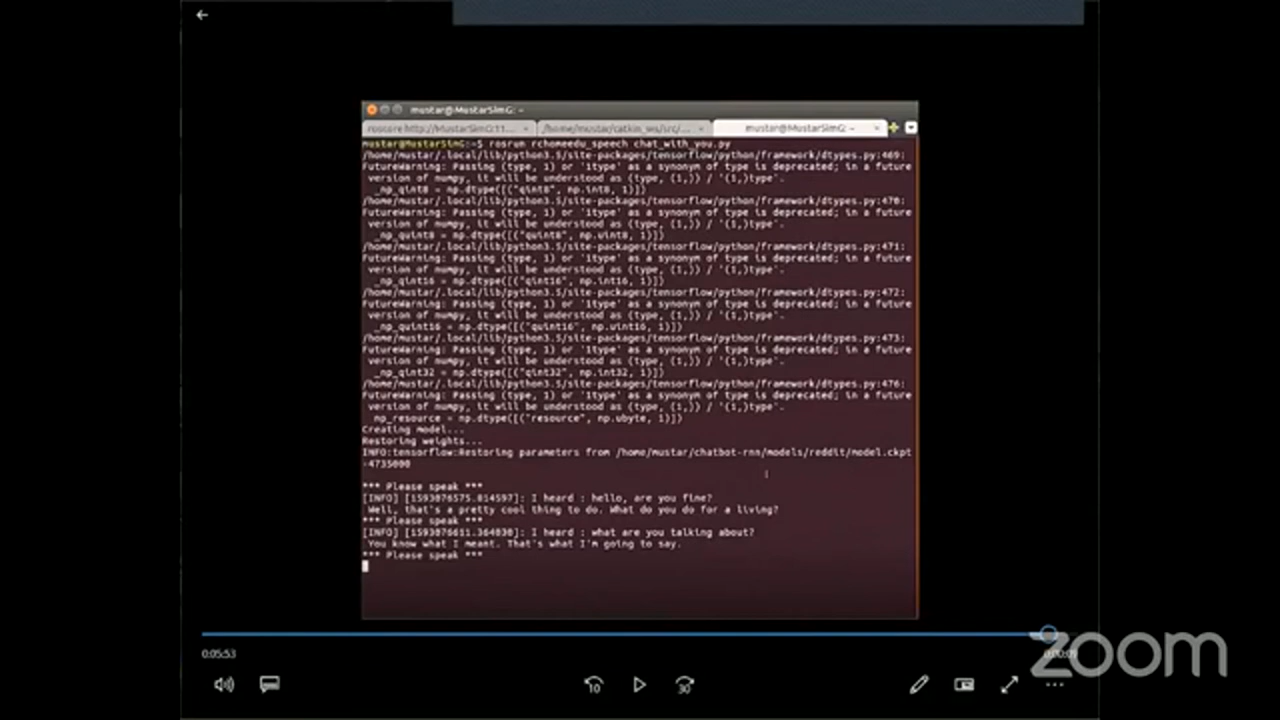 mustar@MustarSimG: ~
roscore http://MustarSimG:11...
/home/mustar/catkin_ws/src/...
mustar@MustarSimG: ~
mustar@MustarSimG:~$ rosrun rchomeedu_speech chat_with_you.py
/home/mustar/.local/lib/python3.5/site-packages/tensorflow/python/framework/dtypes.py:469:
FutureWarning: Passing (type, 1) or '1type' as a synonym of type is deprecated; in a future
version of numpy, it will be understood as (type, (1,)) / '(1,)type'.
_np_qint8 = np.dtype([("qint8", np.int8, 1)])
/home/mustar/.local/lib/python3.5/site-packages/tensorflow/python/framework/dtypes.py:470:
FutureWarning: Passing (type, 1) or '1type' as a synonym of type is deprecated; in a future
version of numpy, it will be understood as (type, (1,)) / '(1,)type'.
_np_quint8 = np.dtype([("quint8", np.uint8, 1)])
/home/mustar/.local/lib/python3.5/site-packages/tensorflow/python/framework/dtypes.py:471:
FutureWarning: Passing (type, 1) or '1type' as a synonym of type is deprecated; in a future
version of numpy, it will be understood as (type, (1,)) / '(1,)type'.
_np_qint16 = np.dtype([("qint16", np.int16, 1)])
/home/mustar/.local/lib/python3.5/site-packages/tensorflow/python/framework/dtypes.py:472:
FutureWarning: Passing (type, 1) or '1type' as a synonym of type is deprecated; in a future
version of numpy, it will be understood as (type, (1,)) / '(1,)type'.
_np_quint16 = np.dtype([("quint16", np.uint16, 1)])
/home/mustar/.local/lib/python3.5/site-packages/tensorflow/python/framework/dtypes.py:473:
FutureWarning: Passing (type, 1) or '1type' as a synonym of type is deprecated; in a future
version of numpy, it will be understood as (type, (1,)) / '(1,)type'.
_np_qint32 = np.dtype([("qint32", np.int32, 1)])
/home/mustar/.local/lib/python3.5/site-packages/tensorflow/python/framework/dtypes.py:476:
FutureWarning: Passing (type, 1) or '1type' as a synonym of type is deprecated; in a future
version of numpy, it will be understood as (type, (1,)) / '(1,)type'.
np_resource = np.dtype([("resource", np.ubyte, 1)])
Creating model...
Restoring weights...
INFO:tensorflow:Restoring parameters from /home/mustar/chatbot-rnn/models/reddit/model.ckpt
-4735000
*** Please speak ***
[INFO] [1593076575.814597]: I heard : hello, are you fine?
Well, that's a pretty cool thing to do. What do you do for a living?
*** Please speak ***
[INFO] [1593076611.364030]: I heard : what are you talking about?
You know what I meant. That's what I'm going to say.
*** Please speak ***
0:05:53
10
30
zoom